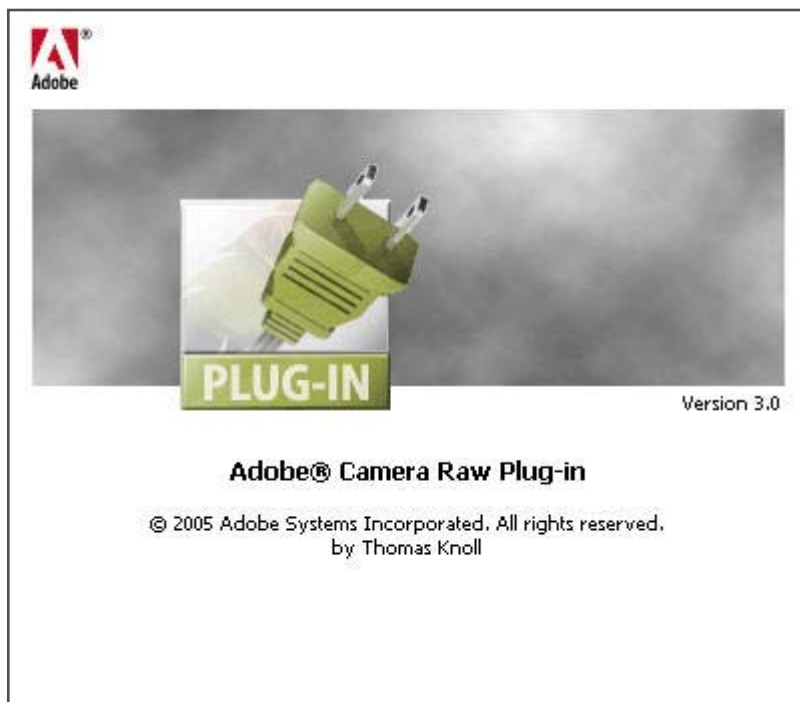 Adobe
PLUG-IN
Version 3.0
Adobe® Camera Raw Plug-in
© 2005 Adobe Systems Incorporated. All rights reserved.
by Thomas Knoll